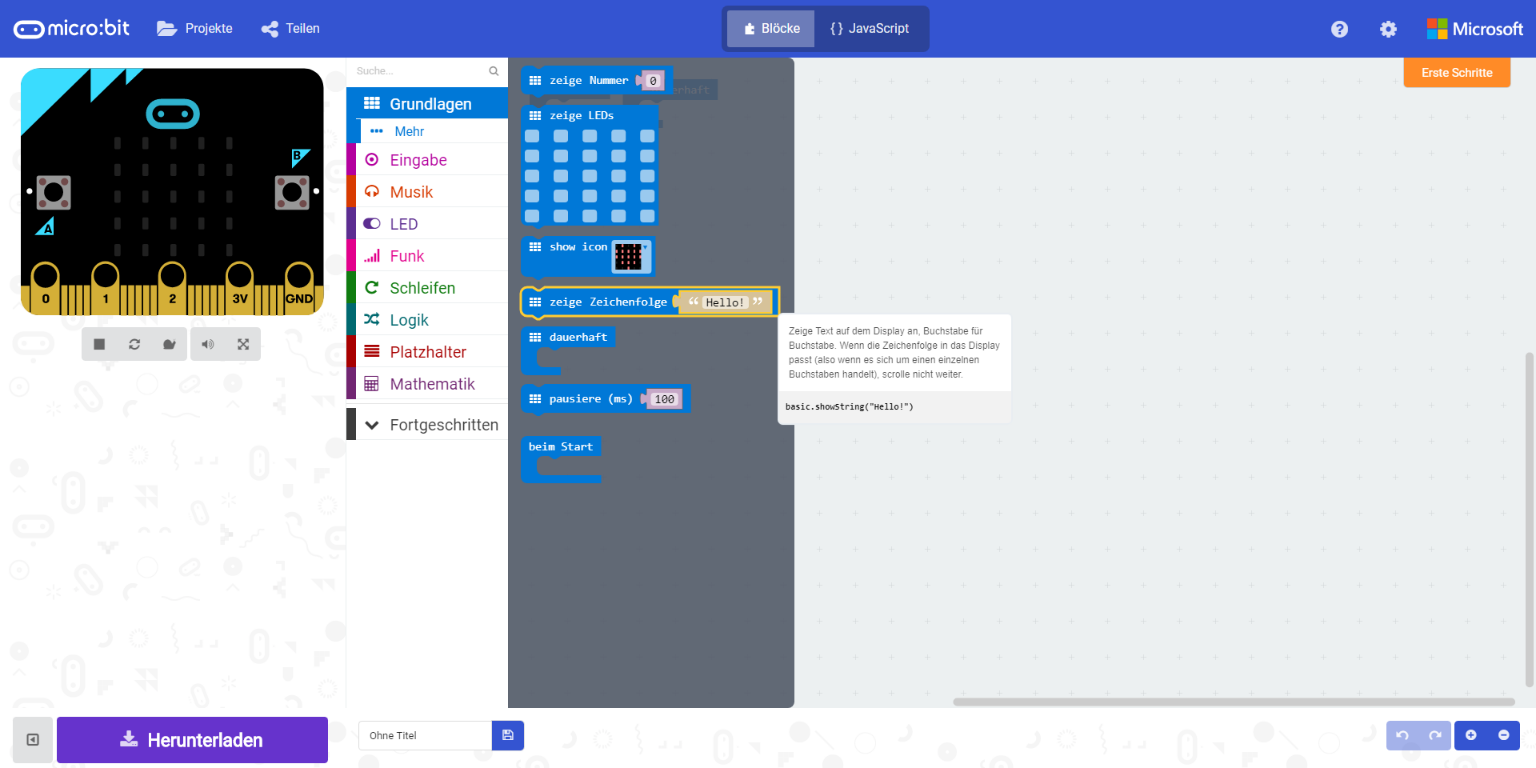 micro:bit Projekte Teilen Blöcke {} JavaScript Microsoft
Suche...
Erste Schritte
Grundlagen
Mehr
Eingabe
Musik
LED
Funk
Schleifen
Logik
Platzhalter
Mathematik
Fortgeschritten
B
A
0 1 2 3V GND
zeige Nummer 0
zeige LEDs
show icon
zeige Zeichenfolge “ Hello! ”
dauerhaft
pausiere (ms) 100
beim Start
Zeige Text auf dem Display an, Buchstabe für
Buchstabe. Wenn die Zeichenfolge in das Display
passt (also wenn es sich um einen einzelnen
Buchstaben handelt), scrolle nicht weiter.
basic.showString("Hello!")
Herunterladen
Ohne Titel